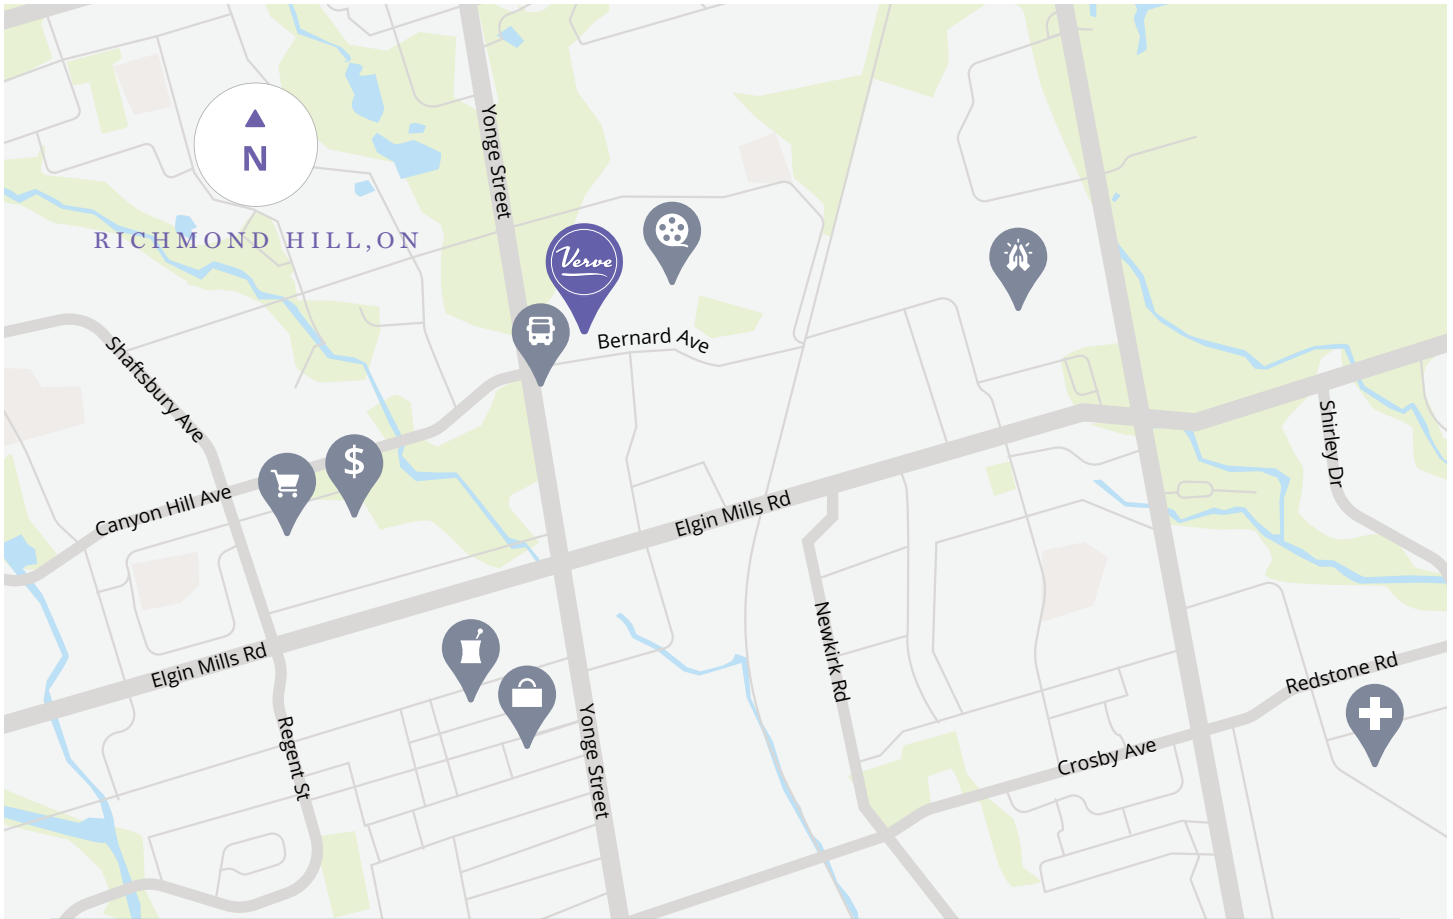 Yonge Street
N
RICHMOND HILL,ON
Verve
Bernard Ave
Shaftsbury Ave
Shirley Dr
$
Canyon Hill Ave
Elgin Mills Rd
Newkirk Rd
Elgin Mills Rd
Redstone Rd
Regent St
Yonge Street
Crosby Ave